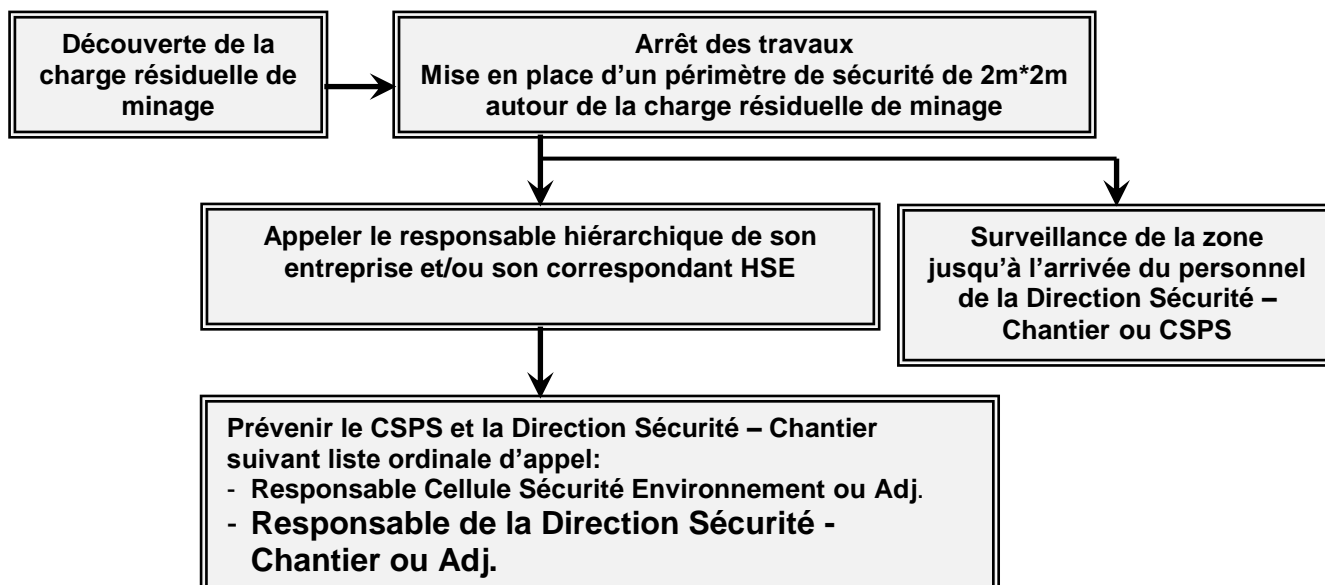 Découverte de la
charge résiduelle de
minage
Arrêt des travaux
Mise en place d’un périmètre de sécurité de 2m*2m
autour de la charge résiduelle de minage
Appeler le responsable hiérarchique de son
entreprise et/ou son correspondant HSE
Surveillance de la zone
jusqu’à l’arrivée du personnel
de la Direction Sécurité –
Chantier ou CSPS
Prévenir le CSPS et la Direction Sécurité – Chantier
suivant liste ordinale d’appel:
- Responsable Cellule Sécurité Environnement ou Adj.
- Responsable de la Direction Sécurité -
Chantier ou Adj.